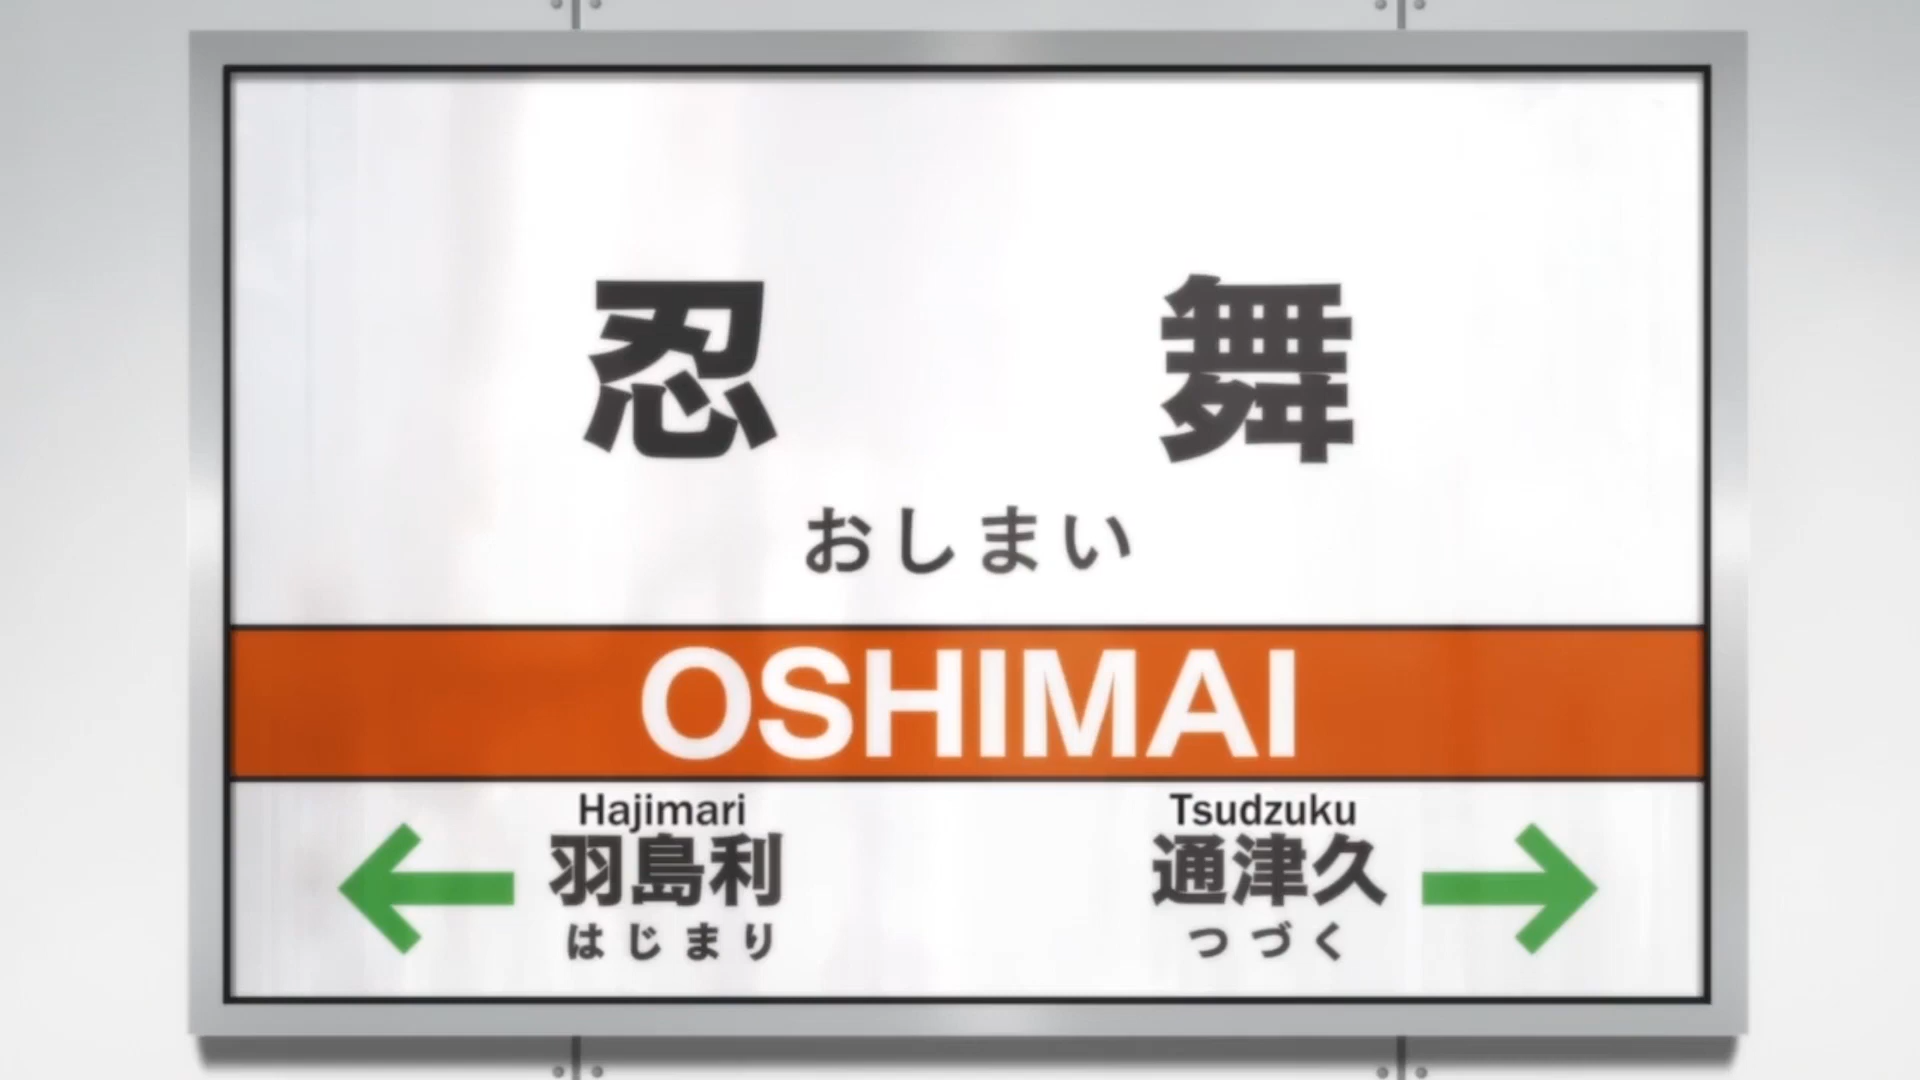 忍 舞
おしまい
OSHIMAI
Hajimari
羽島利
はじまり
Tsudzuku
通津久
つづく